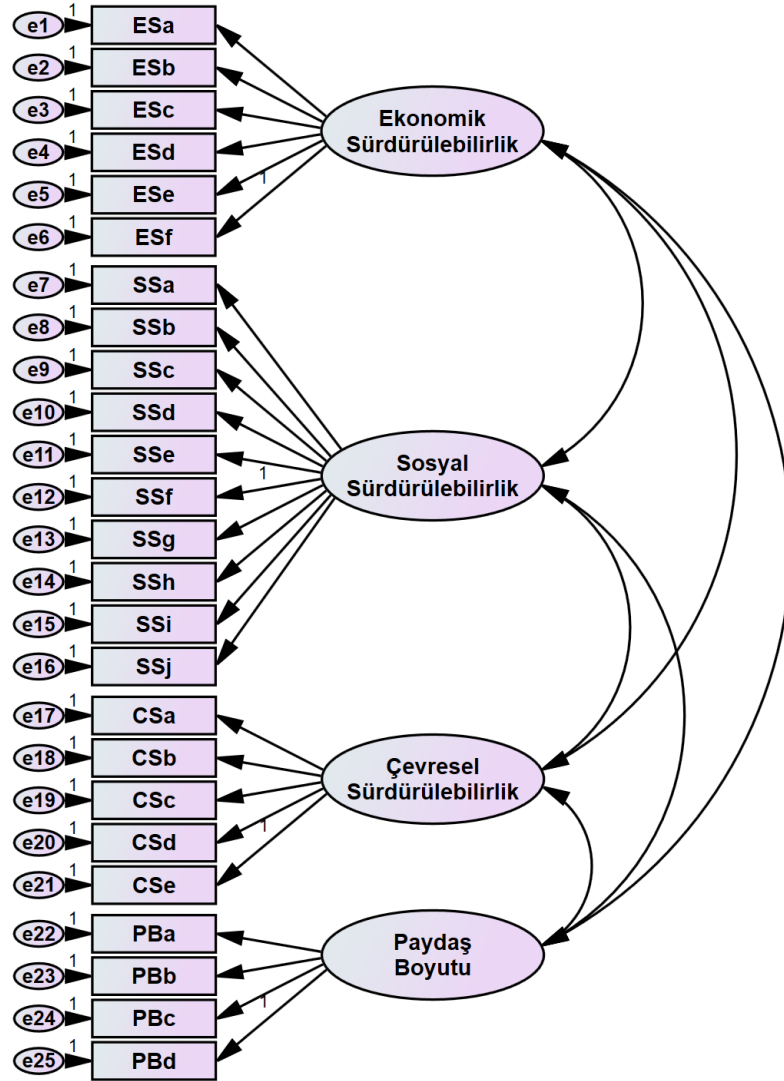 e1 1 ESa
e2 1 ESb
e3 1 ESc
e4 1 ESd
e5 1 ESe
e6 1 ESf
1
Ekonomik
Sürdürülebilirlik
e7 1 SSa
e8 1 SSb
e9 1 SSc
e10 1 SSd
e11 1 SSe
e12 1 SSf
e13 1 SSg
e14 1 SSh
e15 1 SSi
e16 1 SSj
1
Sosyal
Sürdürülebilirlik
e17 1 CSa
e18 1 CSb
e19 1 CSc
e20 1 CSd
e21 1 CSe
1
Çevresel
Sürdürülebilirlik
e22 1 PBa
e23 1 PBb
e24 1 PBc
e25 1 PBd
1
Paydaş
Boyutu